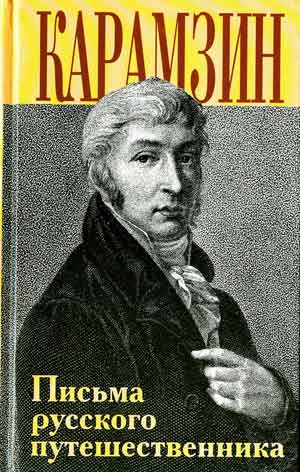 КАРАМЗИН
Письма
русского
путешественника